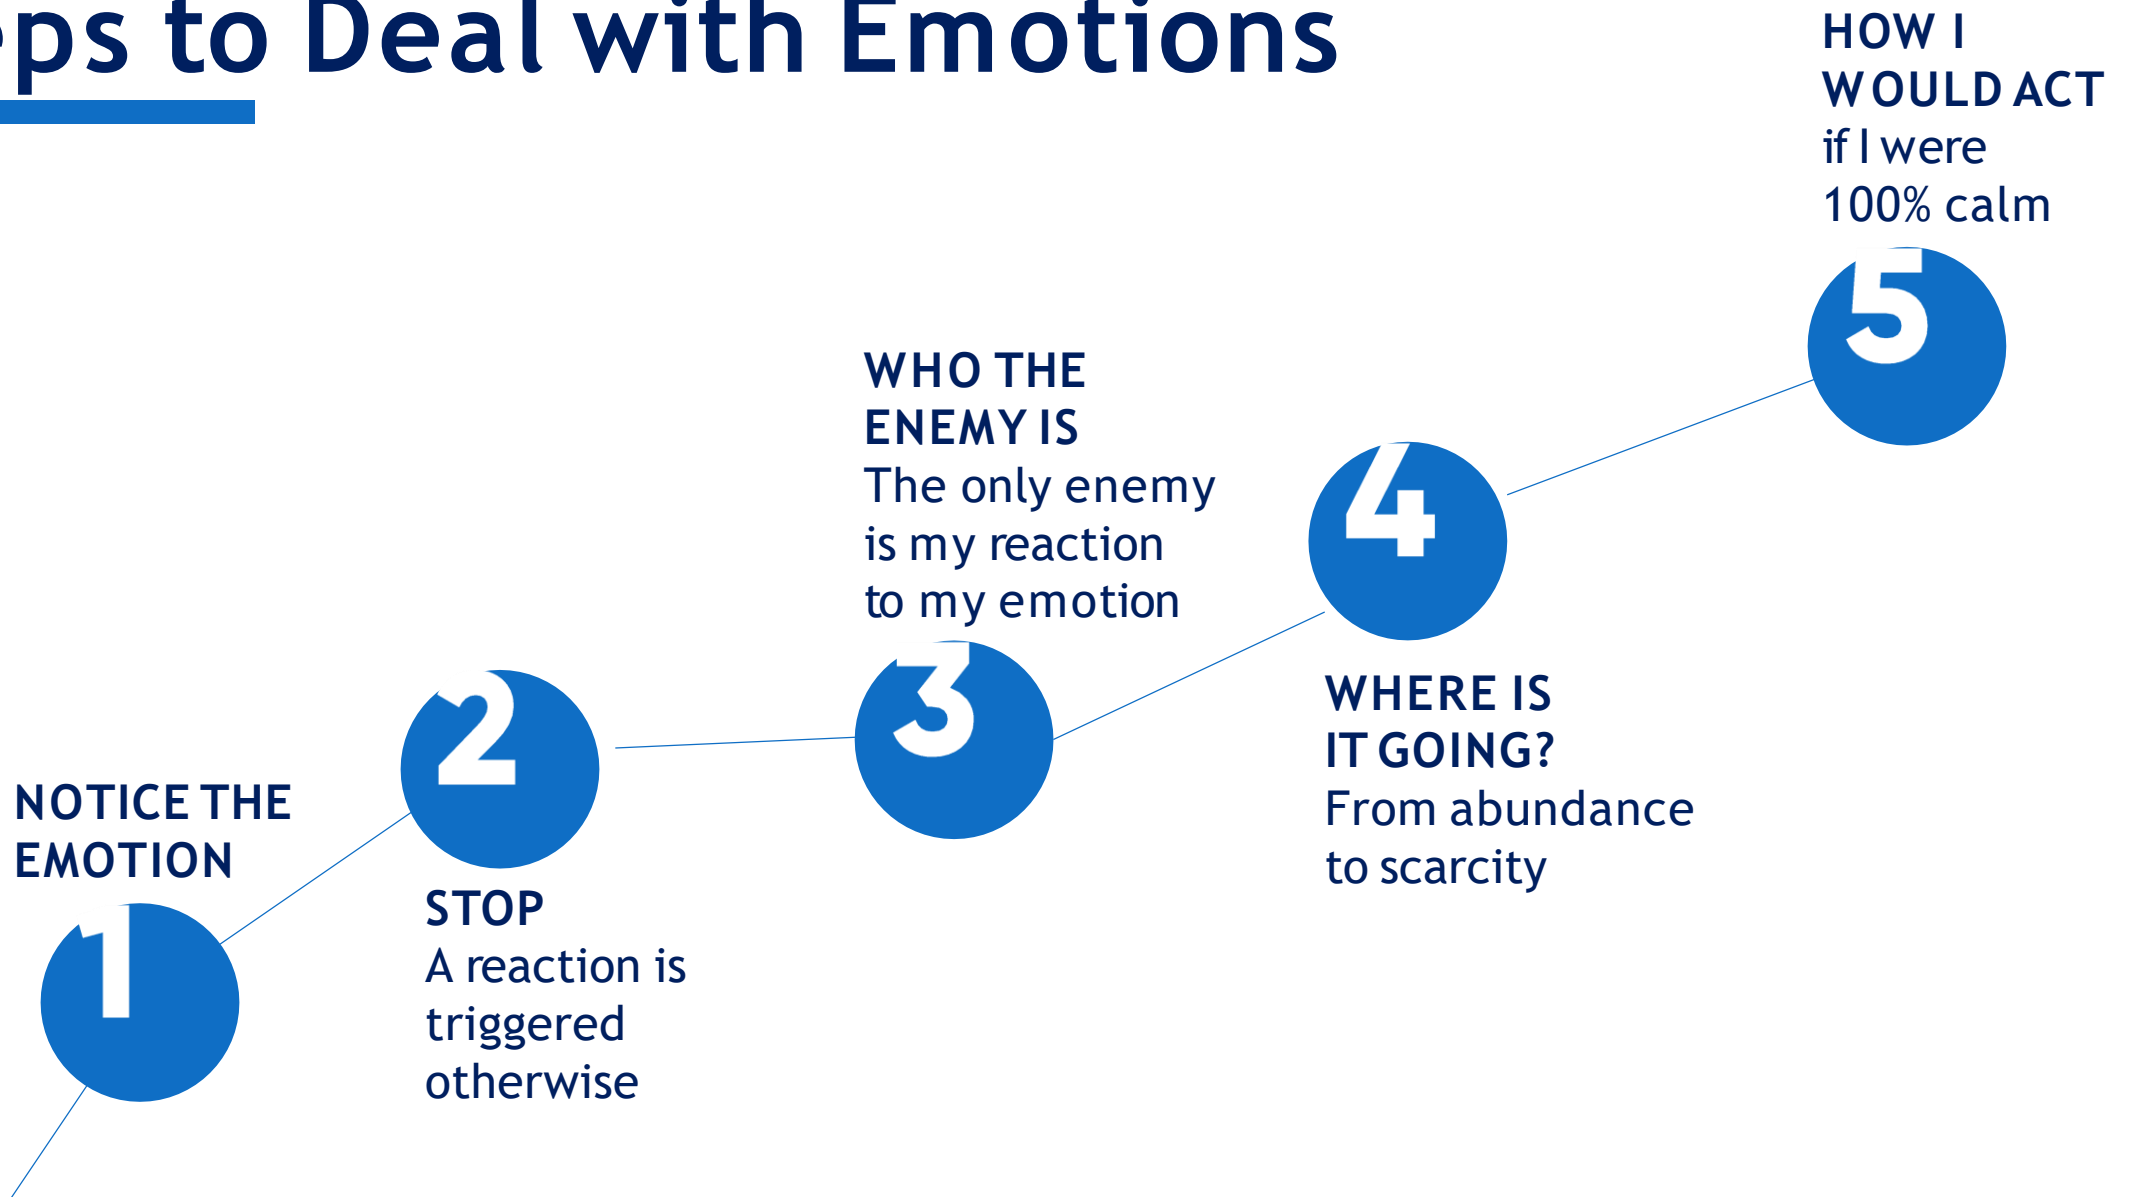 eps to Deal with Emotions
NOTICE THE
EMOTION
1
2
STOP
A reaction is
triggered
otherwise
WHO THE
ENEMY IS
The only enemy
is my reaction
to my emotion
3
4
WHERE IS
IT GOING?
From abundance
to scarcity
HOW I
WOULD ACT
if I were
100% calm
5